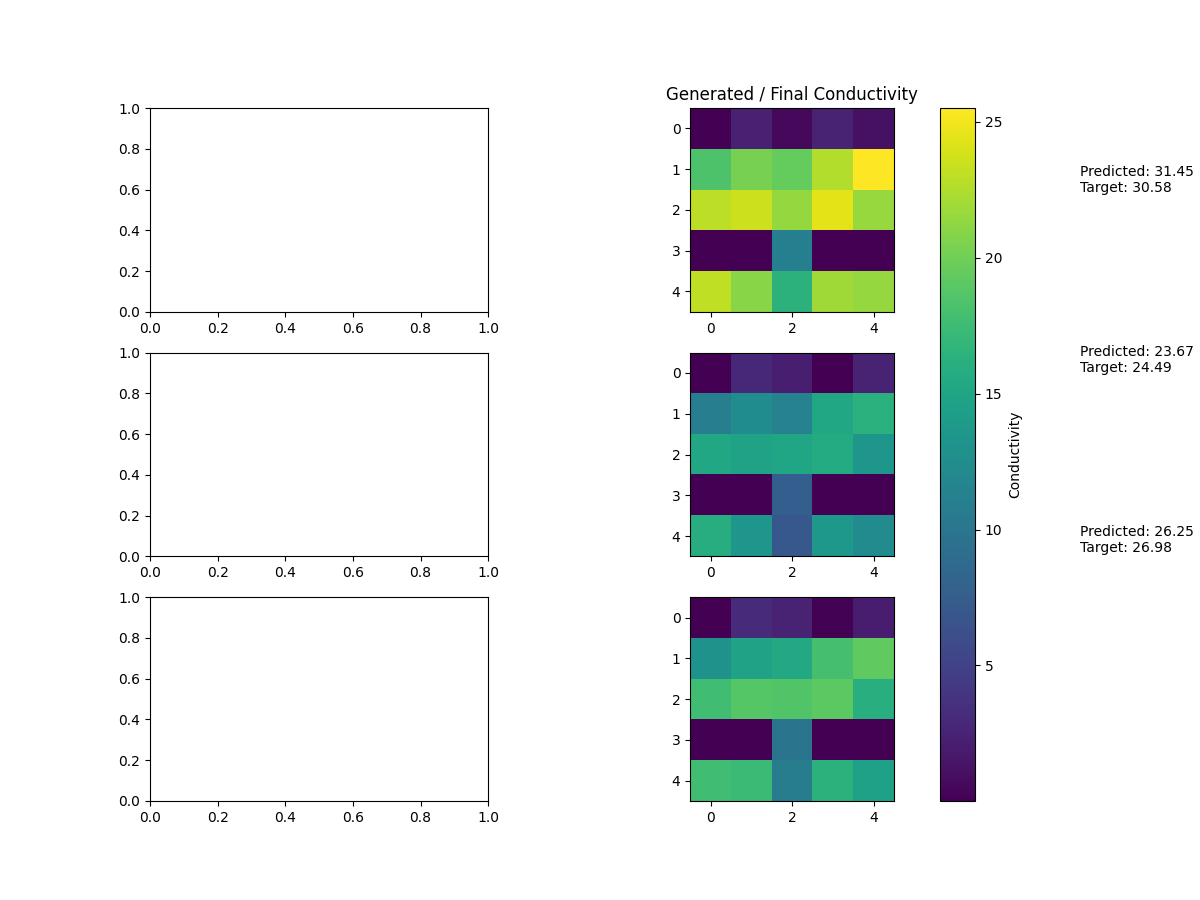 Generated / Final Conductivity
1.0
0.8
0.6
0.4
0.2
0.0
0.0 0.2 0.4 0.6 0.8 1.0
0
1
2
3
4
0 2 4
Predicted: 31.45
Target: 30.58
1.0
0.8
0.6
0.4
0.2
0.0
0.0 0.2 0.4 0.6 0.8 1.0
0
1
2
3
4
0 2 4
Predicted: 23.67
Target: 24.49
1.0
0.8
0.6
0.4
0.2
0.0
0.0 0.2 0.4 0.6 0.8 1.0
0
1
2
3
4
0 2 4
Predicted: 26.25
Target: 26.98
25
20
15
10
5
Conductivity